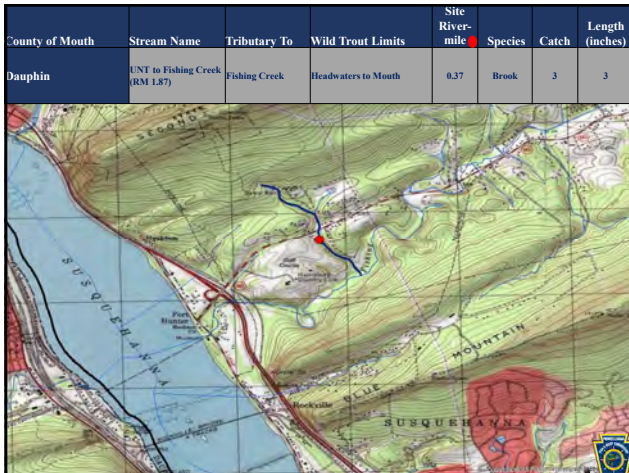 County of Mouth
Stream Name
Tributary To
Wild Trout Limits
Site
River-
mile
Species
Catch
Length
(inches)
Dauphin
UNT to Fishing Creek
(RM 1.87)
Fishing Creek
Headwaters to Mouth
0.37
Brook
3
3
SECOND
SUSQUEHANNA
Fort
Hunter
Rockville
BLUE MOUNTAIN
SUSQUEHANNA